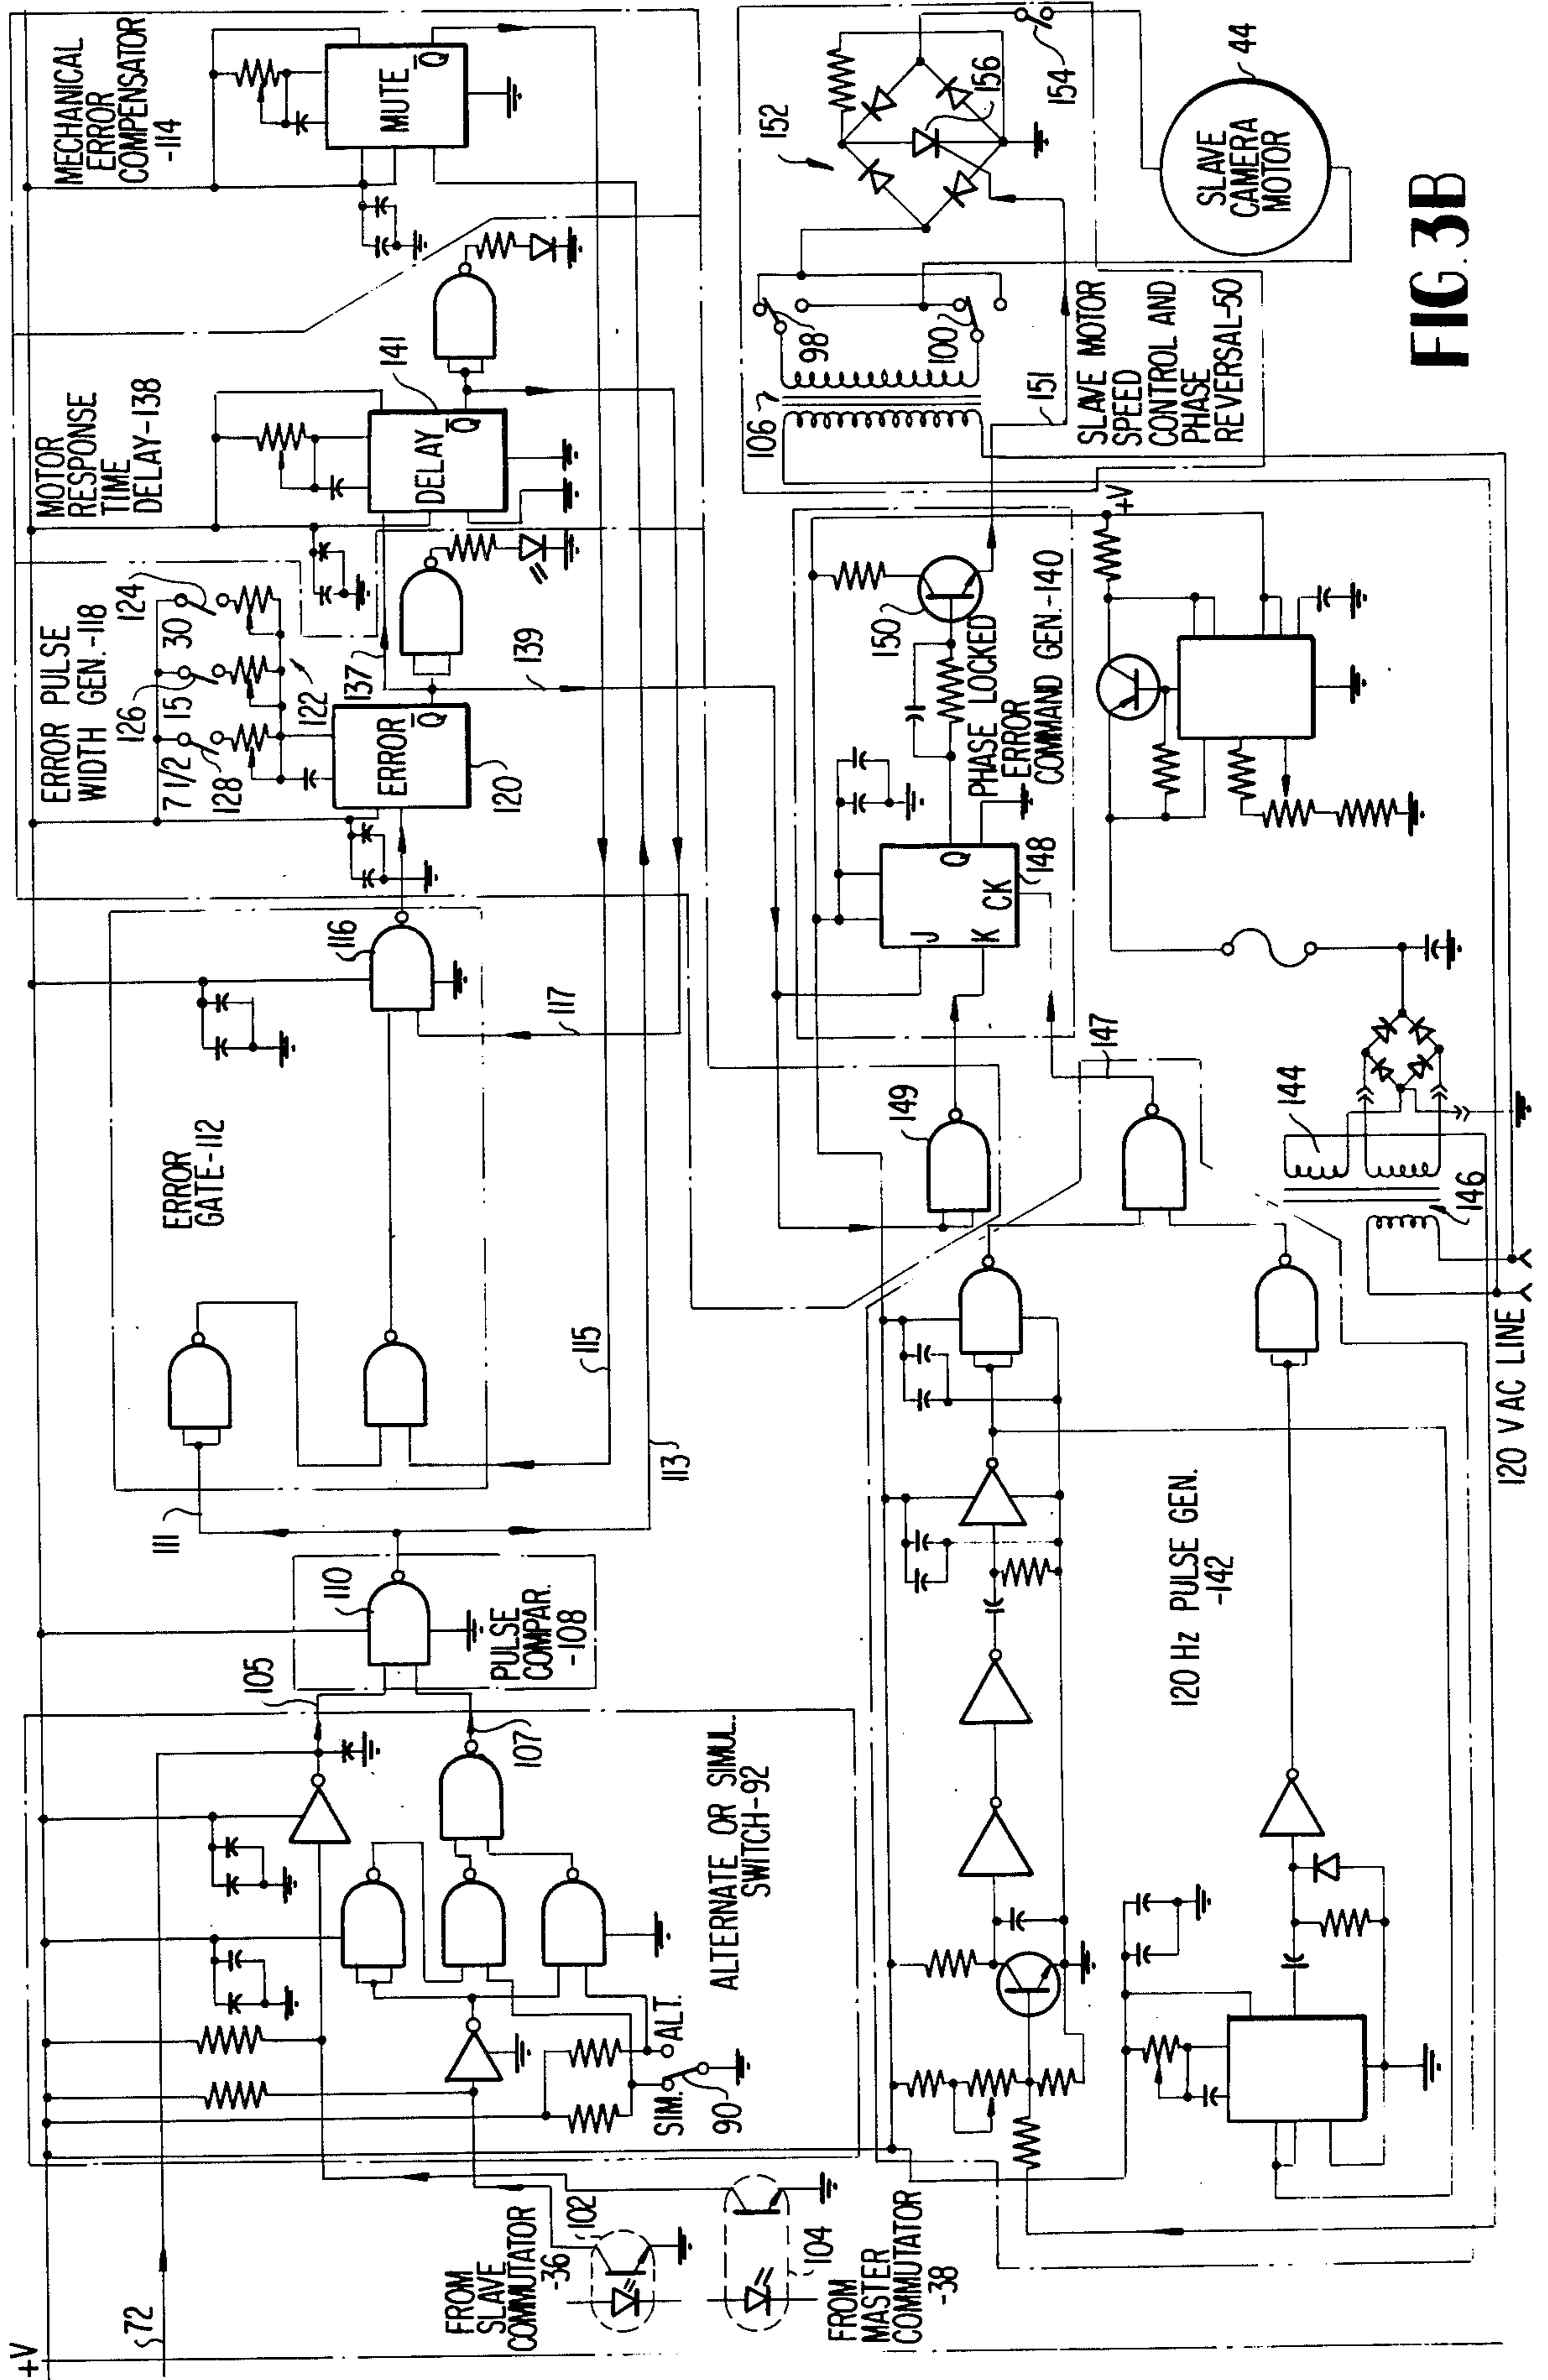 +V
72
FROM
SLAVE
COMMUTATOR
-36
102
104
FROM
MASTER
COMMUTATOR
-38
SIM.
ALT.
90
ALTERNATE OR SIMUL.
SWITCH-92
105
107
110
PULSE
COMPAR.
-108
111
113
115
ERROR
GATE-112
116
117
ERROR PULSE
WIDTH GEN.-118
7 1/2
15
30
128
126
124
122
ERROR
Q̅
120
137
139
MOTOR
RESPONSE
TIME
DELAY-138
DELAY
Q̅
141
MECHANICAL
ERROR
COMPENSATOR
-114
MUTE
Q̅
120 Hz PULSE GEN.
-142
149
147
144
146
120 V AC LINE
J
K
Q
CK
148
150
PHASE LOCKED
ERROR
COMMAND GEN.-140
+V
151
106
98
100
152
156
154
SLAVE MOTOR
SPEED
CONTROL AND
PHASE
REVERSAL-50
SLAVE
CAMERA
MOTOR
44
FIG. 3B